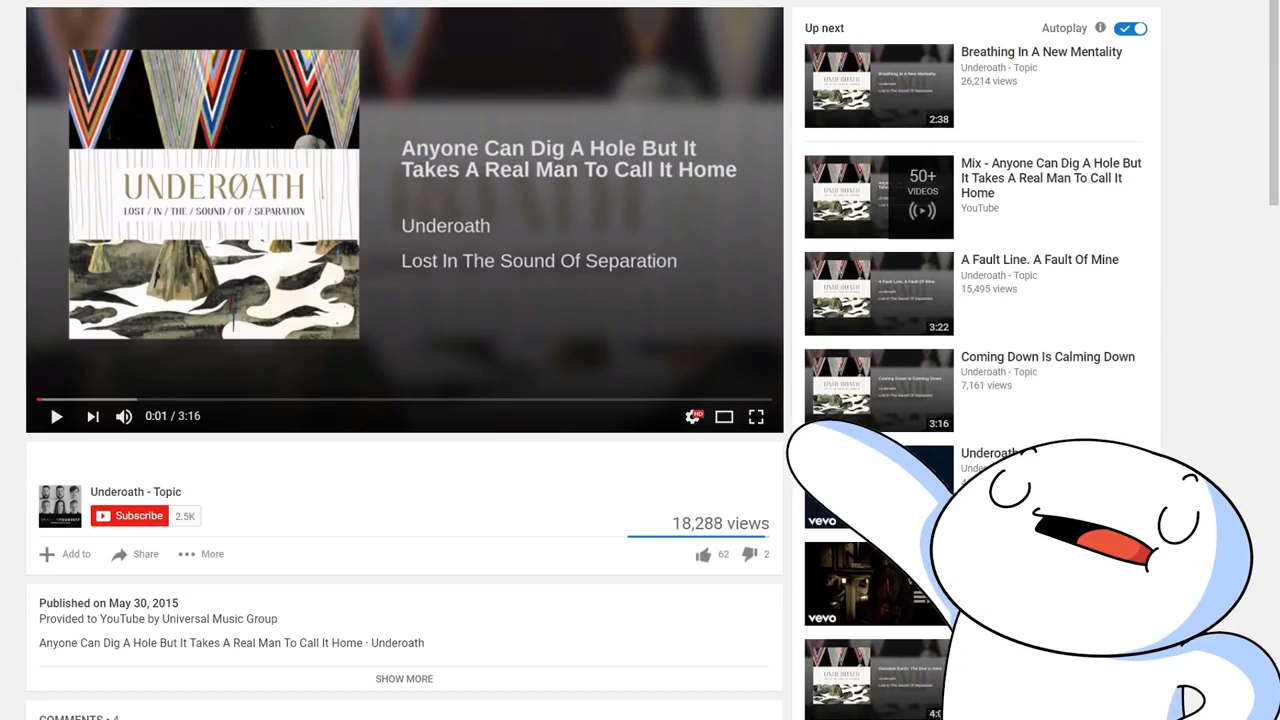 UNDERØATH
LOST / IN / THE / SOUND / OF / SEPARATION
Anyone Can Dig A Hole But It
Takes A Real Man To Call It Home
Underoath
Lost In The Sound Of Separation
0:01 / 3:16
HD
Underoath - Topic
Subscribe 2.5K
18,288 views
Add to Share More
62 2
Published on May 30, 2015
Provided to YouTube by Universal Music Group
Anyone Can Dig A Hole But It Takes A Real Man To Call It Home · Underoath
SHOW MORE
COMMENTS • 4
Up next
Autoplay
Breathing In A New Mentality
Underoath - Topic
26,214 views
2:38
Mix - Anyone Can Dig A Hole But
It Takes A Real Man To Call It
Home
YouTube
50+
VIDEOS
A Fault Line. A Fault Of Mine
Underoath - Topic
15,495 views
3:22
Coming Down Is Calming Down
Underoath - Topic
7,161 views
3:16
Underoath
vevo
vevo
D